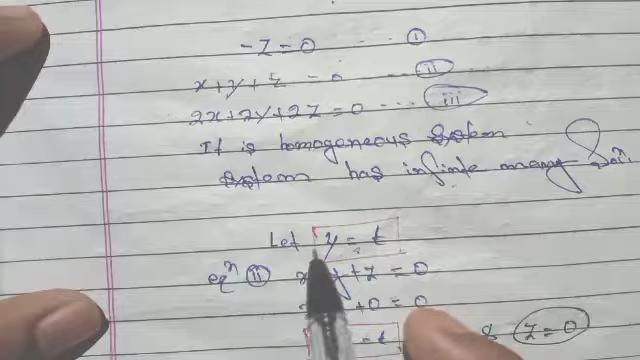 -z = 0 ... (i)
x + y + z = 0 ... (ii)
2x + 2y + 2z = 0 ... (iii)
It is homogeneous system
system has infinite many Sol.
Let y = t
eqn (ii) y + z = 0
+ 0 = 0
= t & z = 0